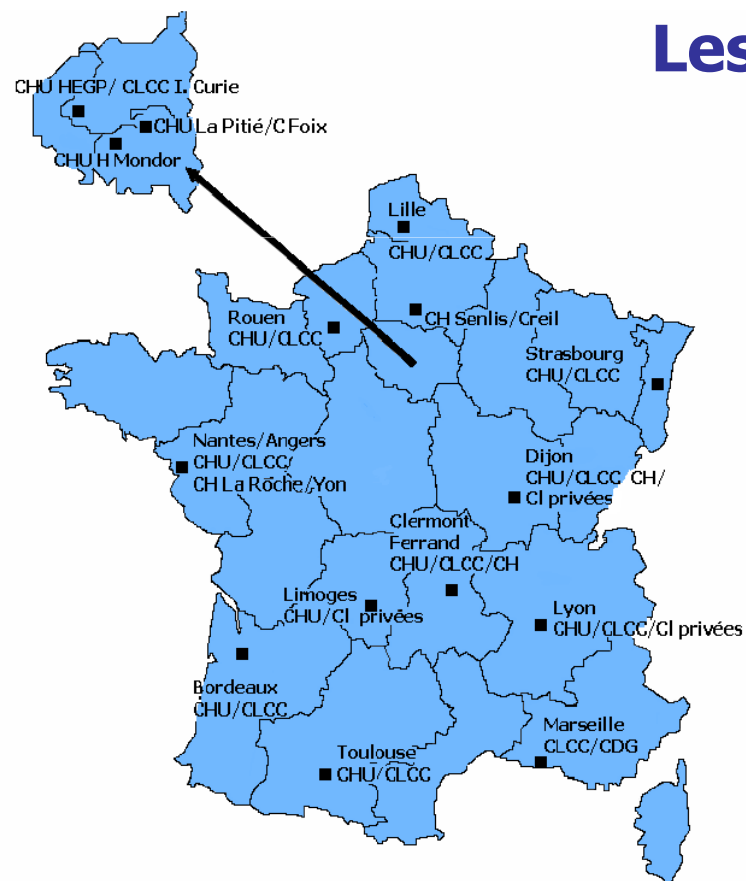 Les
CHU HEGP/ CLCC I. Curie
CHU La Pitié/C Foix
CHU H Mondor
Lille
CHU/CLCC
CH Senlis/Creil
Rouen
CHU/CLCC
Strasbourg
CHU/CLCC
Nantes/Angers
CHU/CLCC/
CH La Roche/Yon
Dijon
CHU/CLCC/CH/
Cl privées
Clermont
Ferrand
CHU/CLCC/CH
Limoges
CHU/Cl privées
Lyon
CHU/CLCC/Cl privées
Bordeaux
CHU/CLCC
Marseille
CLCC/CDG
Toulouse
CHU/CLCC